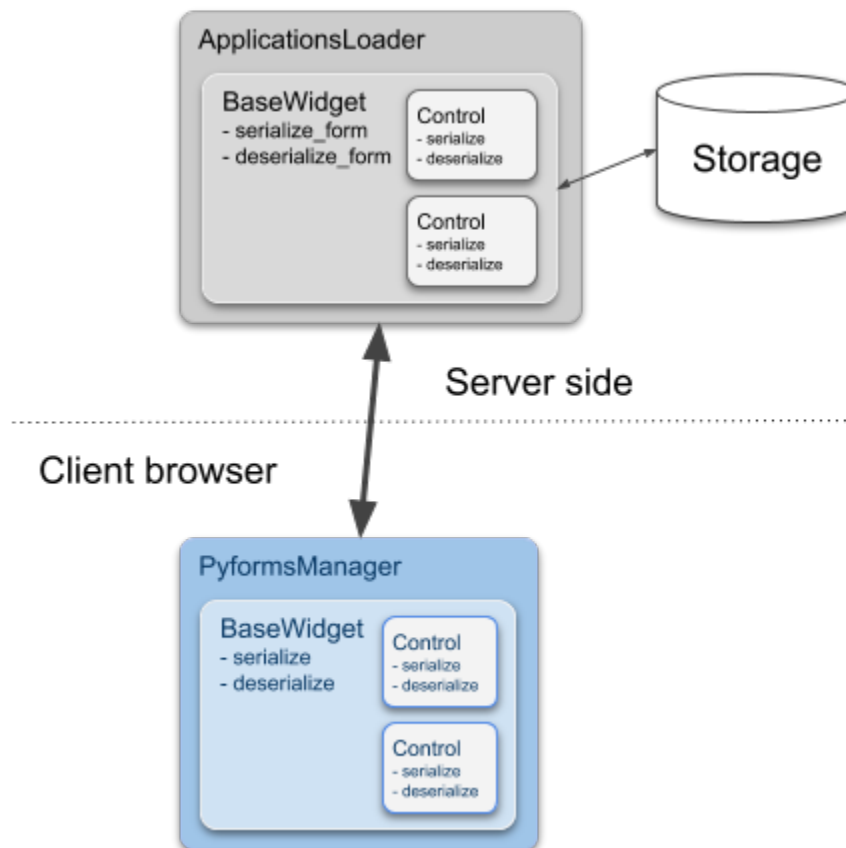 ApplicationsLoader
BaseWidget
- serialize_form
- deserialize_form
Control
- serialize
- deserialize
Control
- serialize
- deserialize
Storage
Server side
Client browser
PyformsManager
BaseWidget
- serialize
- deserialize
Control
- serialize
- deserialize
Control
- serialize
- deserialize